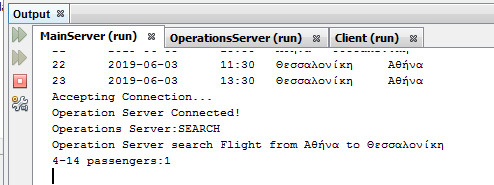 Output
MainServer (run) OperationsServer (run) Client (run)
22 2019-06-03 11:30 Θεσσαλονίκη Αθήνα
23 2019-06-03 13:30 Θεσσαλονίκη Αθήνα
Accepting Connection...
Operation Server Connected!
Operations Server:SEARCH
Operation Server search Flight from Αθήνα to Θεσσαλονίκη
4-14 passengers:1